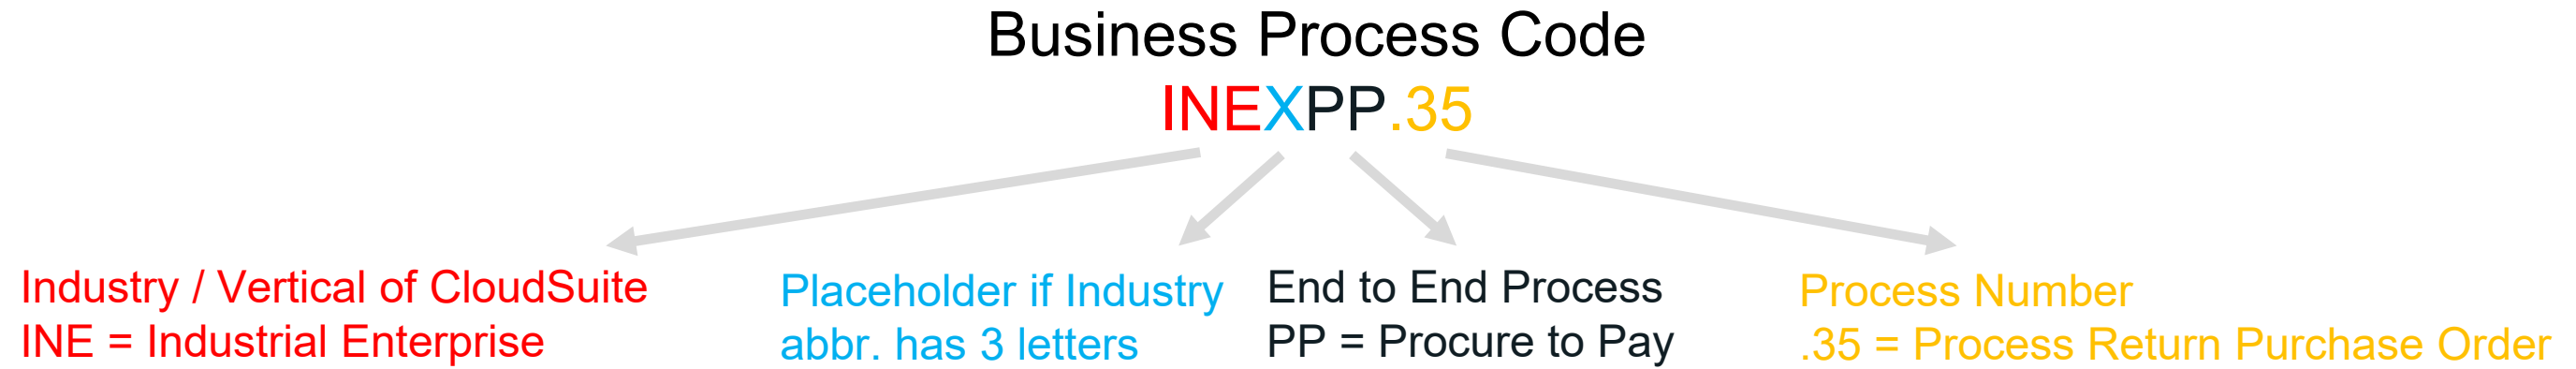 Business Process Code
INEXPP.35
Industry / Vertical of CloudSuite
INE = Industrial Enterprise
Placeholder if Industry
abbr. has 3 letters
End to End Process
PP = Procure to Pay
Process Number
.35 = Process Return Purchase Order